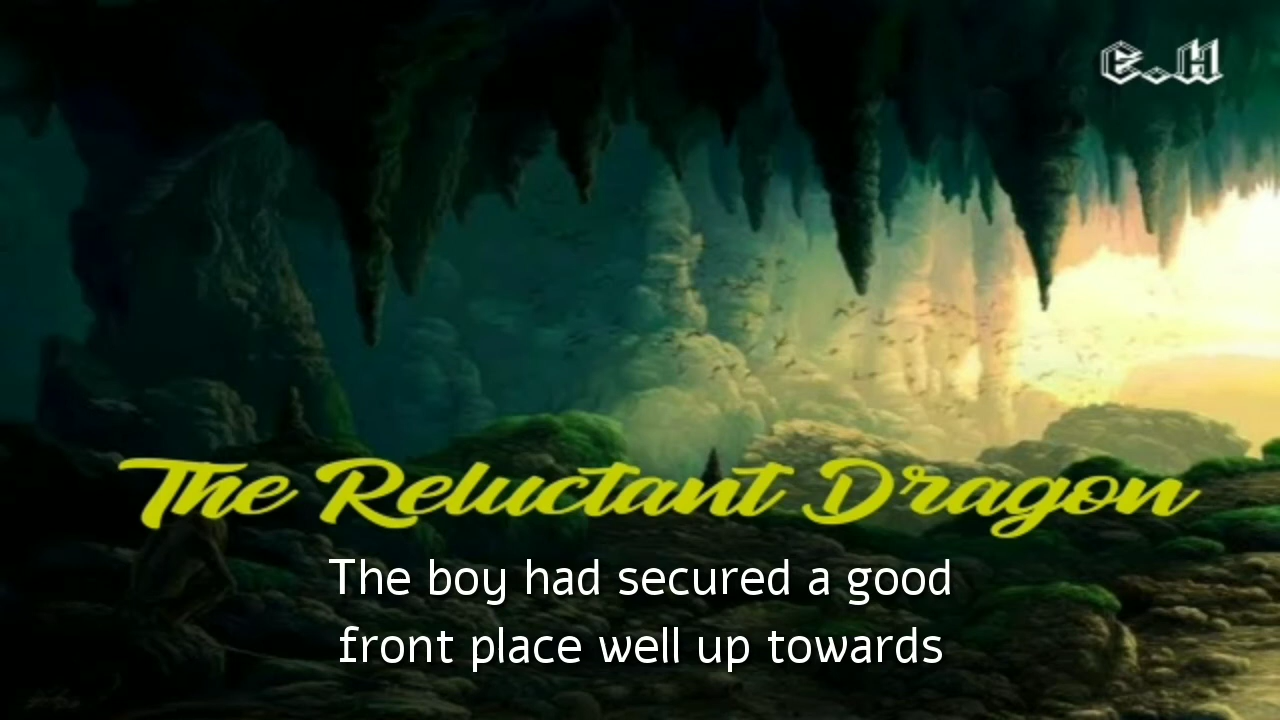 e.H
The Reluctant Dragon
The boy had secured a good
front place well up towards